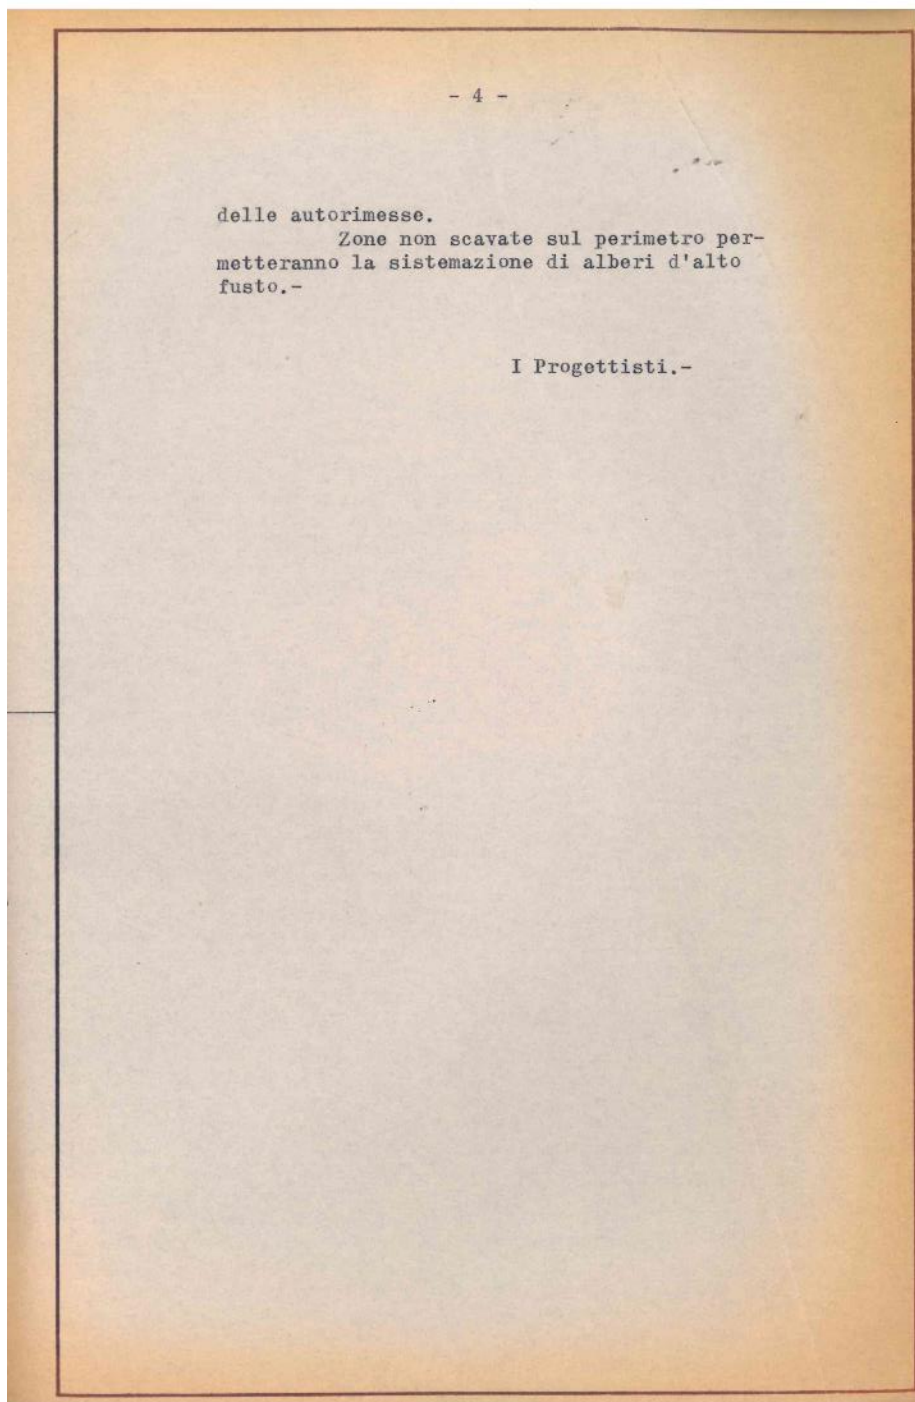 - 4 -
delle autorimesse.
Zone non scavate sul perimetro per-
metteranno la sistemazione di alberi d'alto
fusto.-
I Progettisti.-